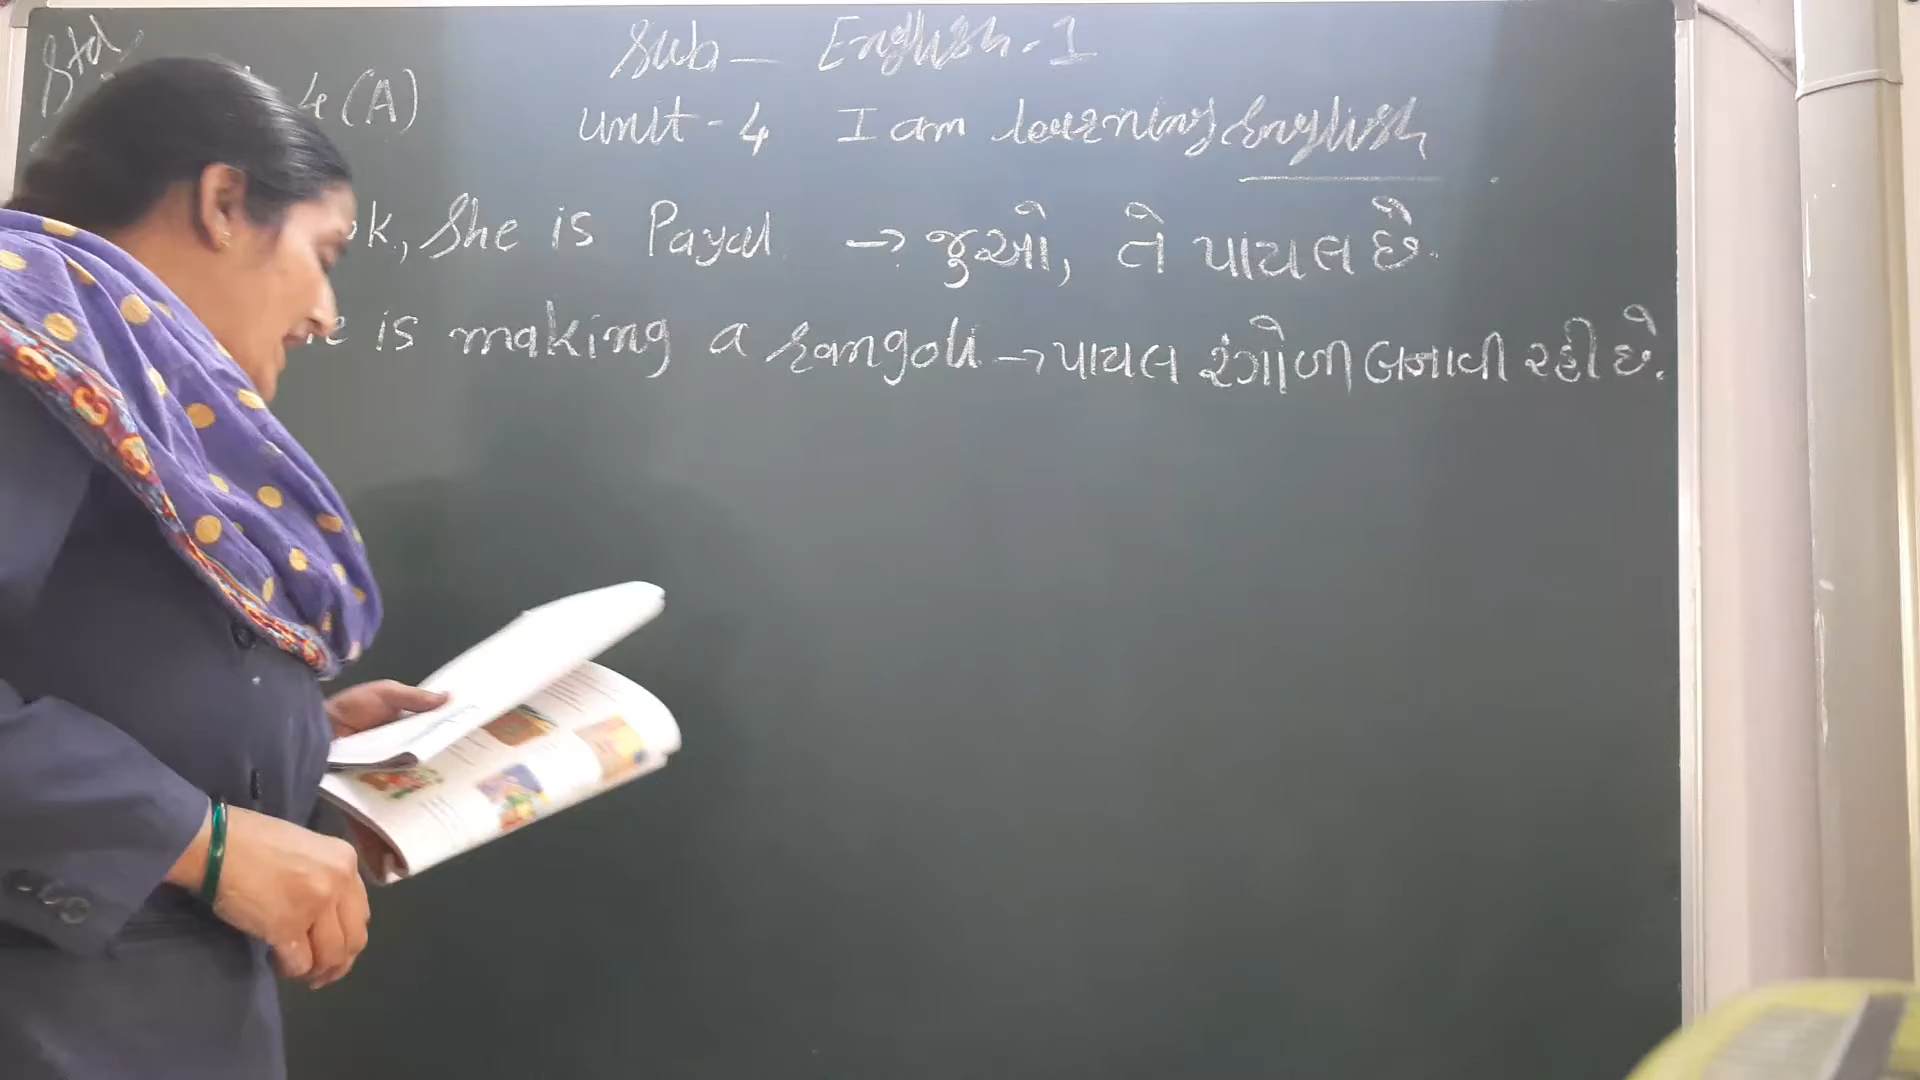 Std
Sub - English - 1
4 (A)
unit - 4 I am learning English
k, She is Payal → જુઓ, તે પાયલ છે.
e is making a rangoli → પાયલ રંગોળી બનાવી રહી છે.